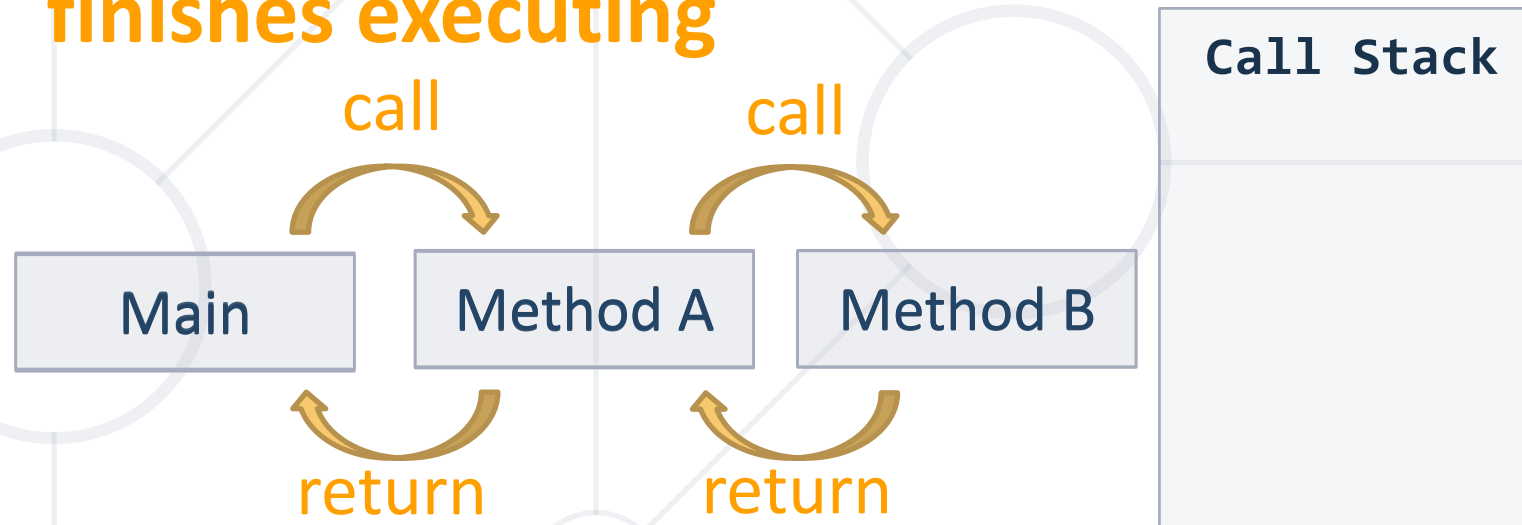 finishes executing
call
call
Call Stack
Main
Method A
Method B
return
return